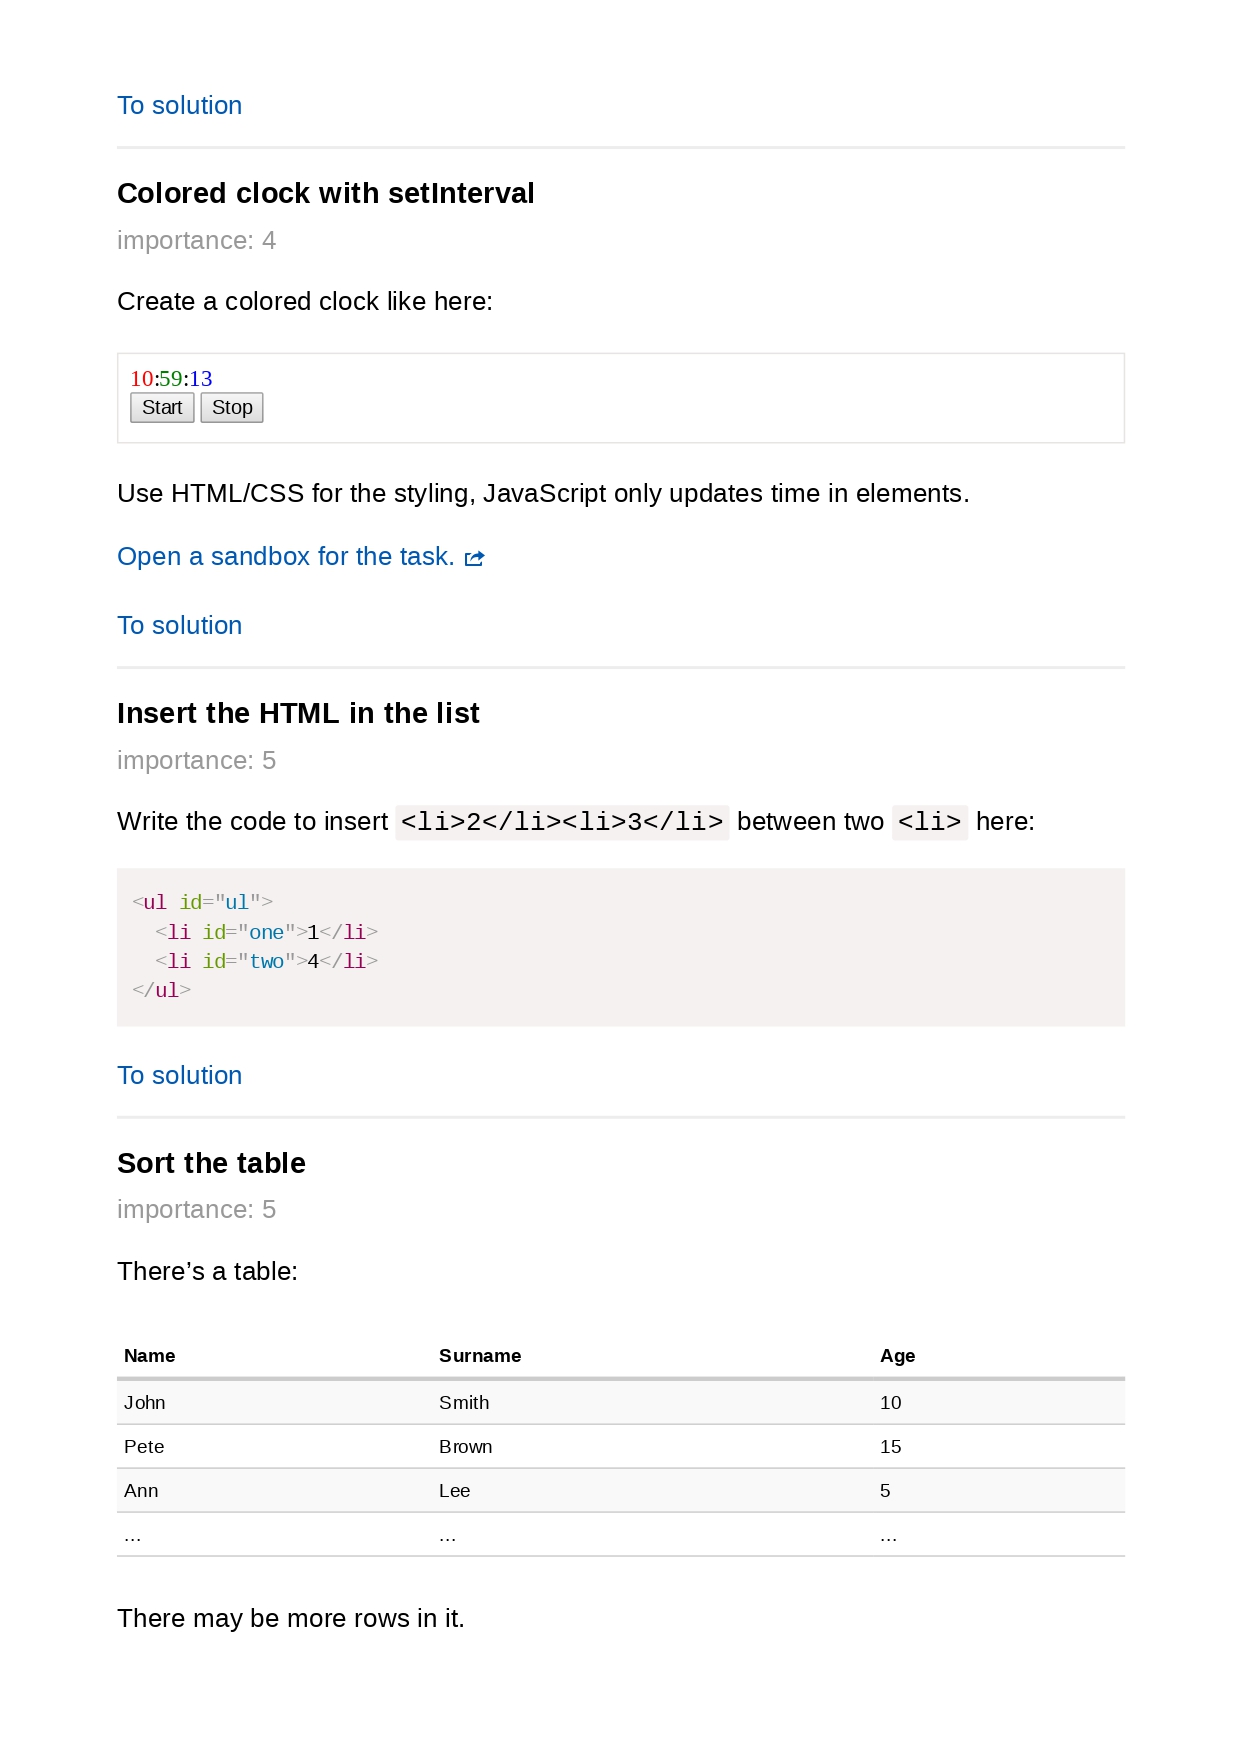 To solution
Colored clock with setInterval
importance: 4
Create a colored clock like here:
10:59:13
Start Stop
Use HTML/CSS for the styling, JavaScript only updates time in elements.
Open a sandbox for the task.
To solution
Insert the HTML in the list
importance: 5
Write the code to insert <li>2</li><li>3</li> between two <li> here:
<ul id="ul">
  <li id="one">1</li>
  <li id="two">4</li>
</ul>
To solution
Sort the table
importance: 5
There’s a table:
Name Surname Age
John Smith 10
Pete Brown 15
Ann Lee 5
… … …
There may be more rows in it.